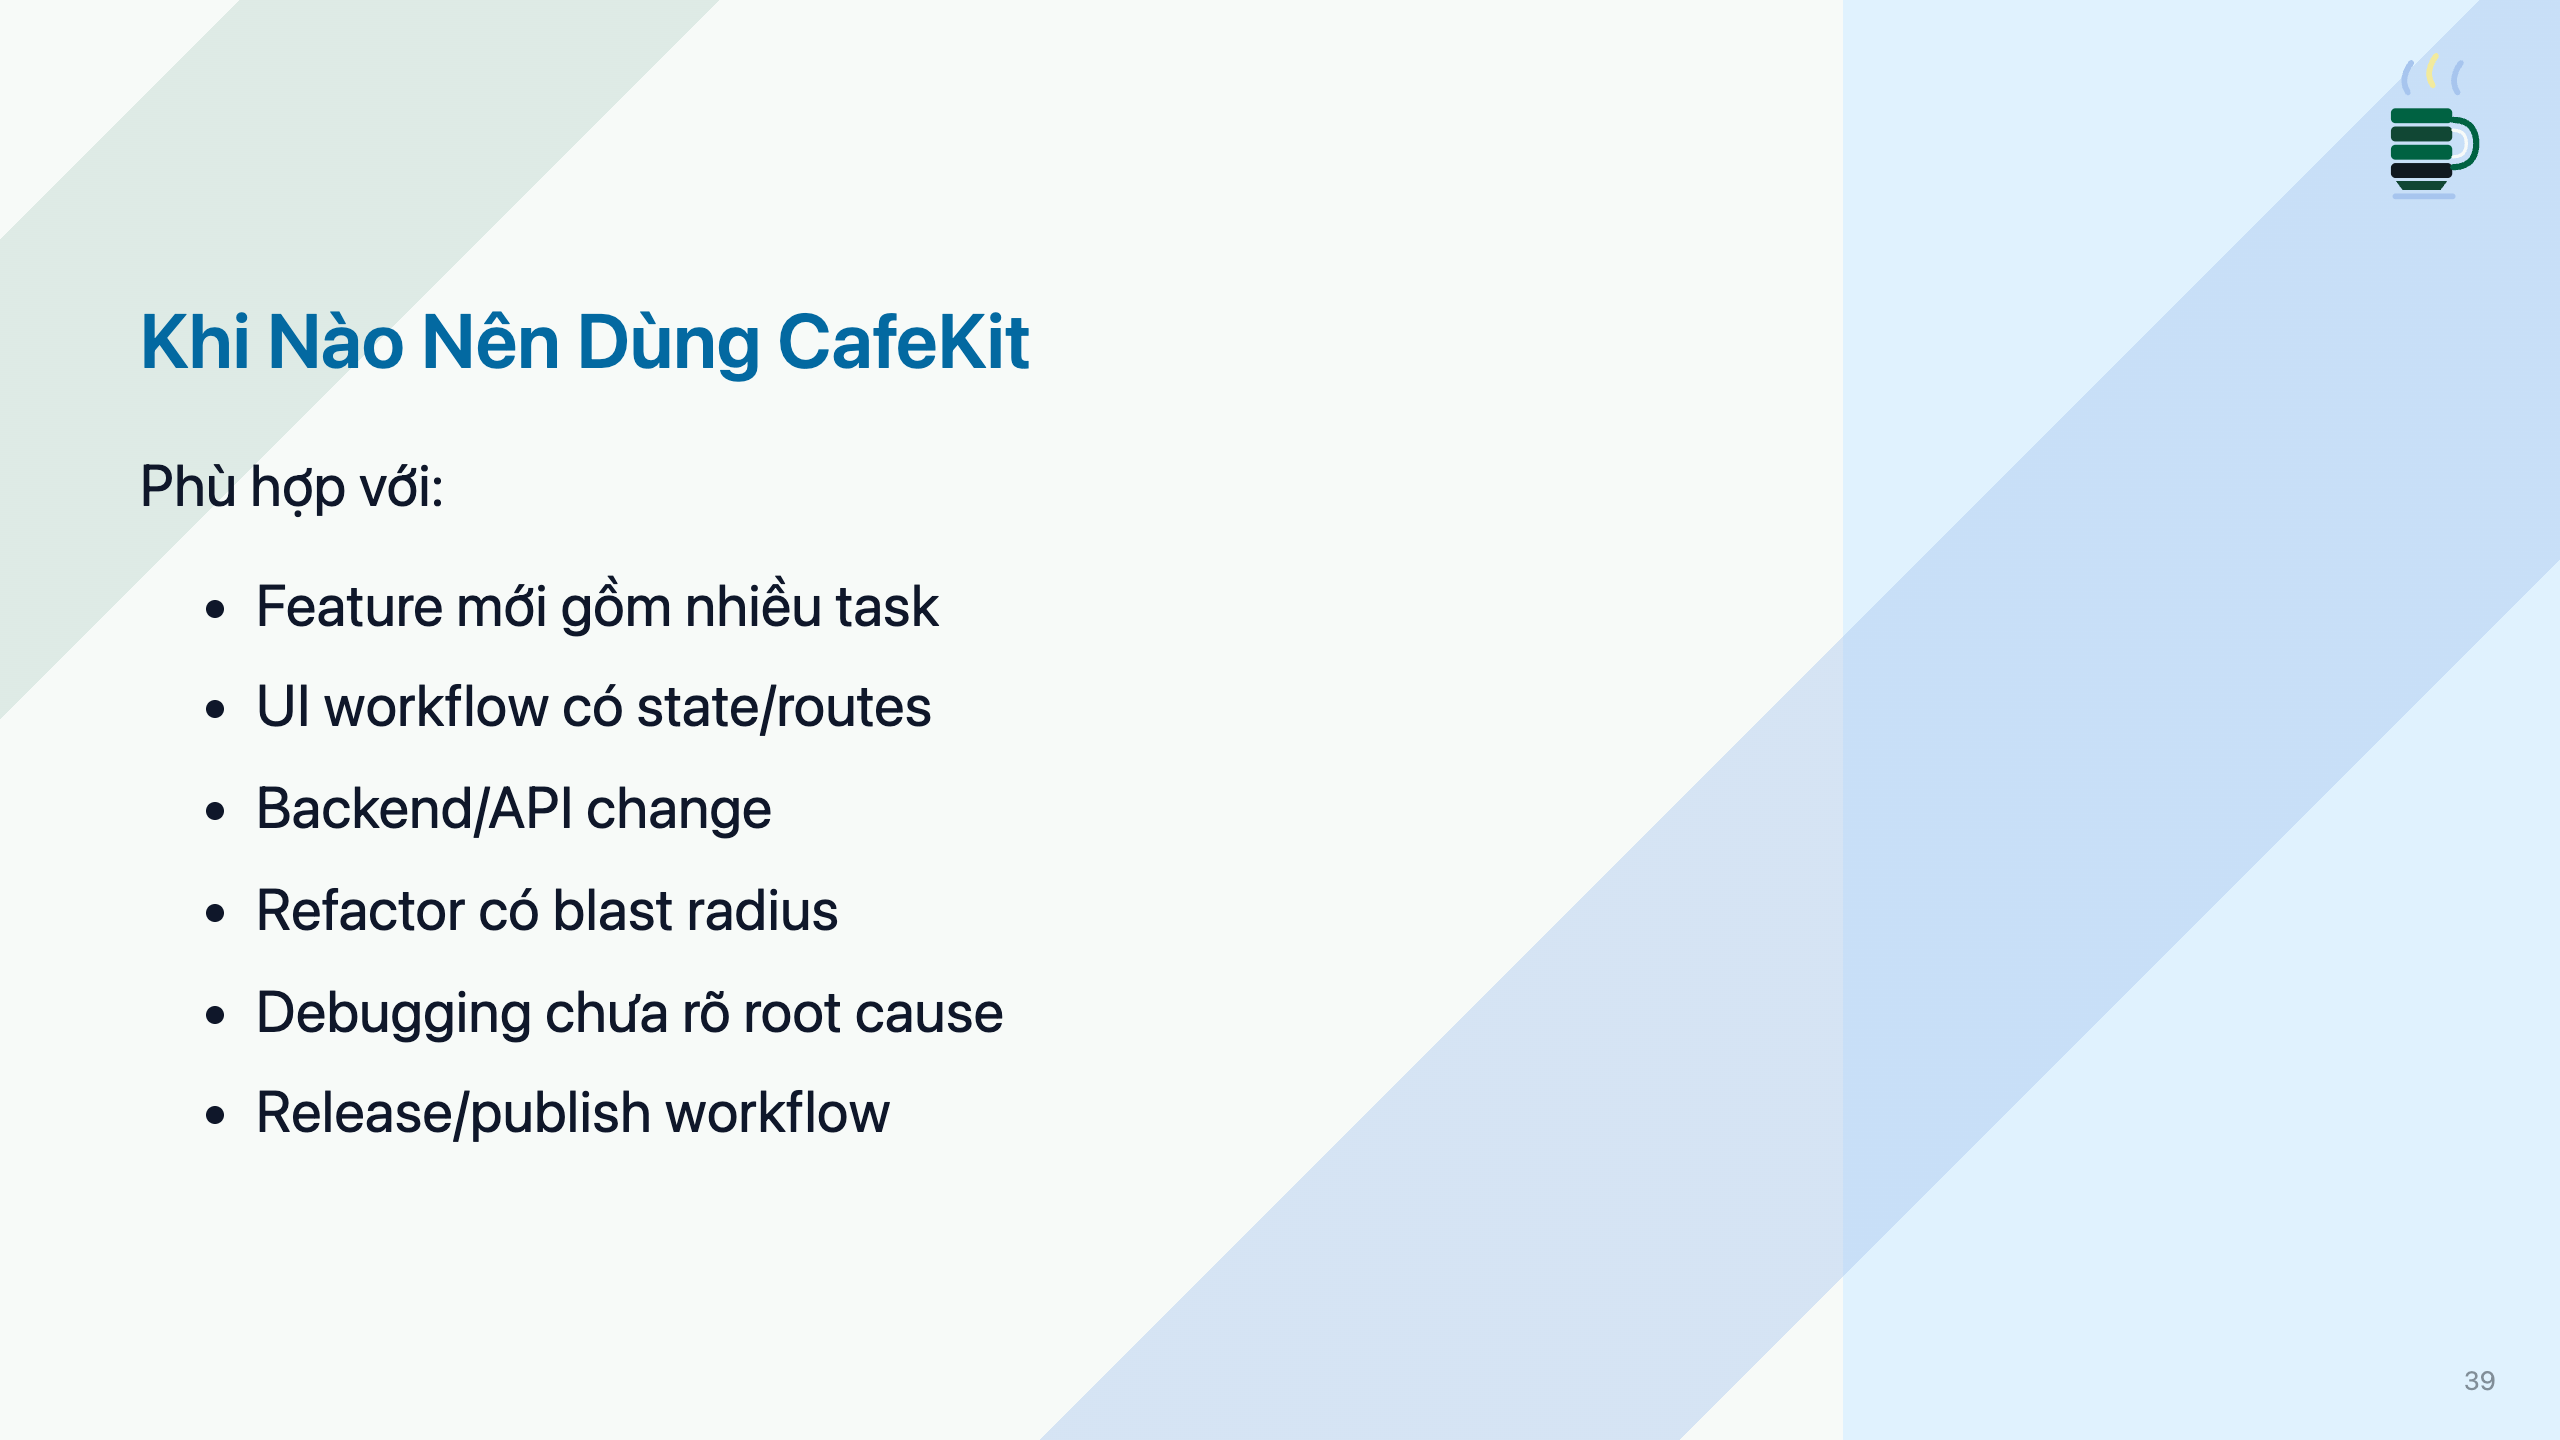 Khi Nào Nên Dùng CafeKit
Phù hợp với:
• Feature mới gồm nhiều task
• UI workflow có state/routes
• Backend/API change
• Refactor có blast radius
• Debugging chưa rõ root cause
• Release/publish workflow
39